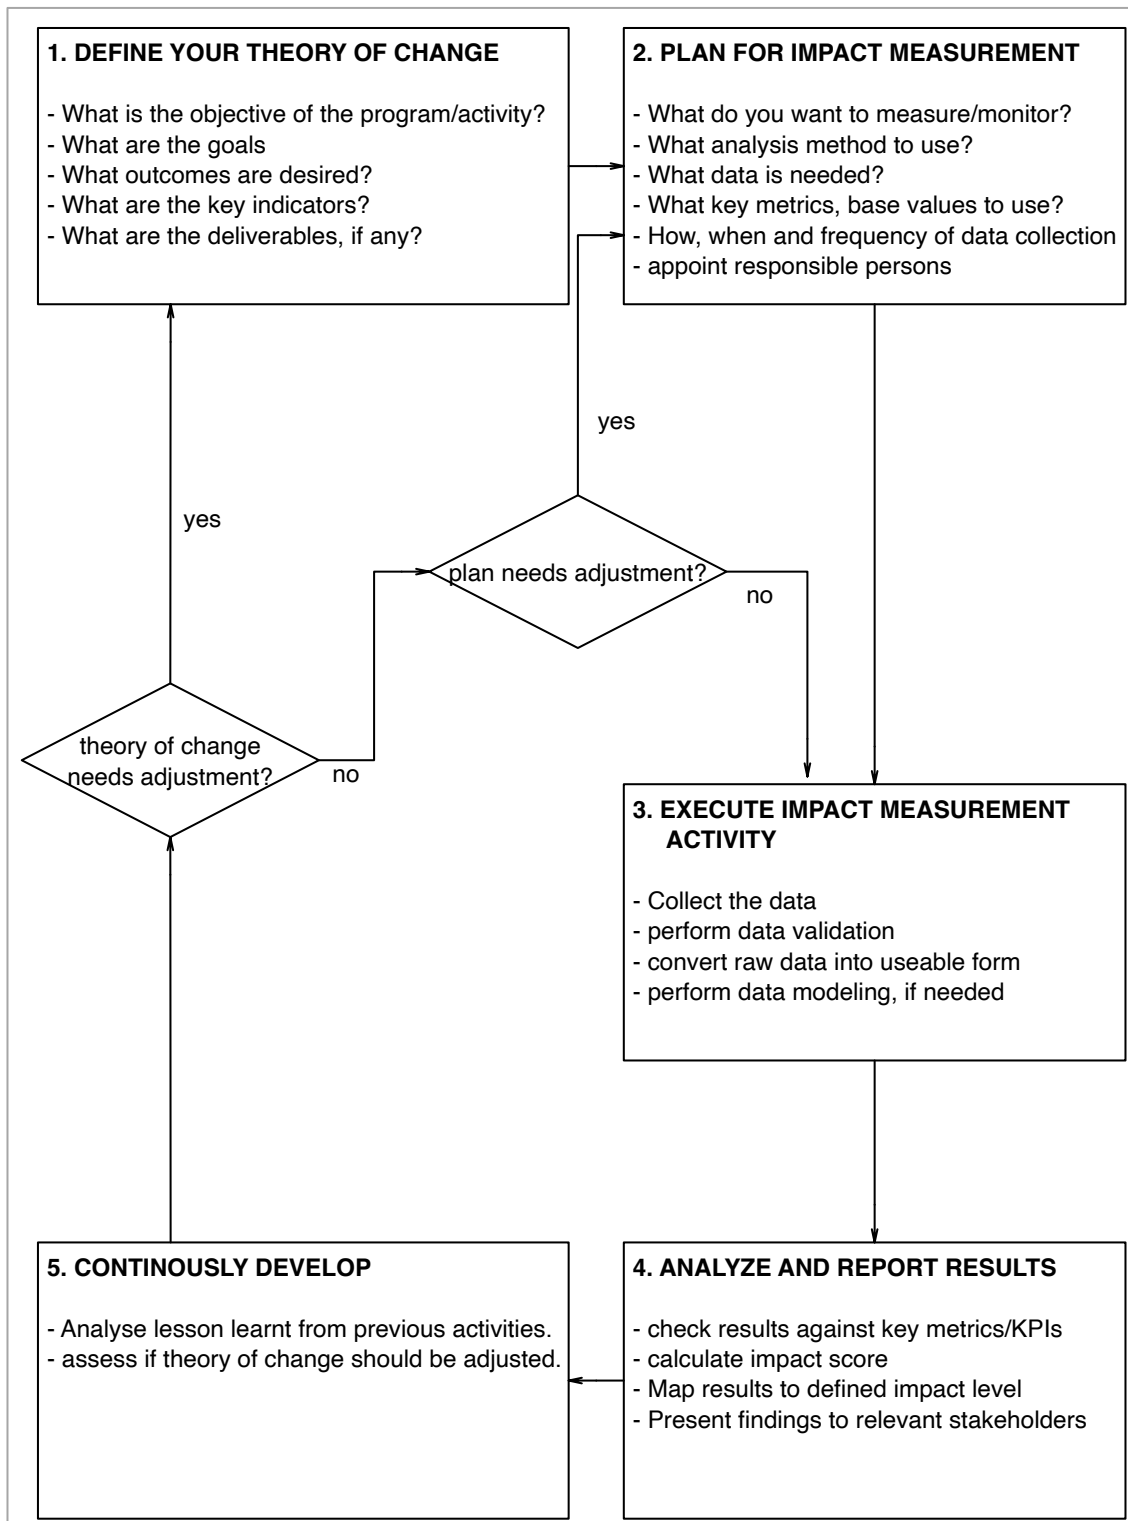 1. DEFINE YOUR THEORY OF CHANGE
- What is the objective of the program/activity?
- What are the goals
- What outcomes are desired?
- What are the key indicators?
- What are the deliverables, if any?
2. PLAN FOR IMPACT MEASUREMENT
- What do you want to measure/monitor?
- What analysis method to use?
- What data is needed?
- What key metrics, base values to use?
- How, when and frequency of data collection
- appoint responsible persons
yes
yes
plan needs adjustment?
no
theory of change
needs adjustment?
no
3. EXECUTE IMPACT MEASUREMENT
ACTIVITY
- Collect the data
- perform data validation
- convert raw data into useable form
- perform data modeling, if needed
5. CONTINOUSLY DEVELOP
- Analyse lesson learnt from previous activities.
- assess if theory of change should be adjusted.
4. ANALYZE AND REPORT RESULTS
- check results against key metrics/KPIs
- calculate impact score
- Map results to defined impact level
- Present findings to relevant stakeholders